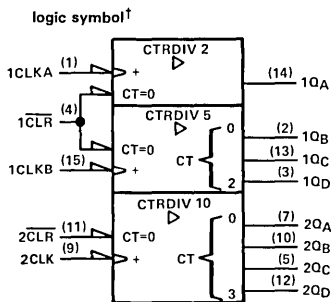 logic symbol†
CTRDIV 2
1CLKA (1) + (14) 1QA
CT=0
1CLR (4)
CTRDIV 5
0 (2) 1QB
CT=0 CT (13) 1QC
1CLKB (15) + 2 (3) 1QD
CTRDIV 10
0 (7) 2QA
2CLR (11) CT=0 (10) 2QB
2CLK (9) + CT (5) 2QC
3 (12) 2QD